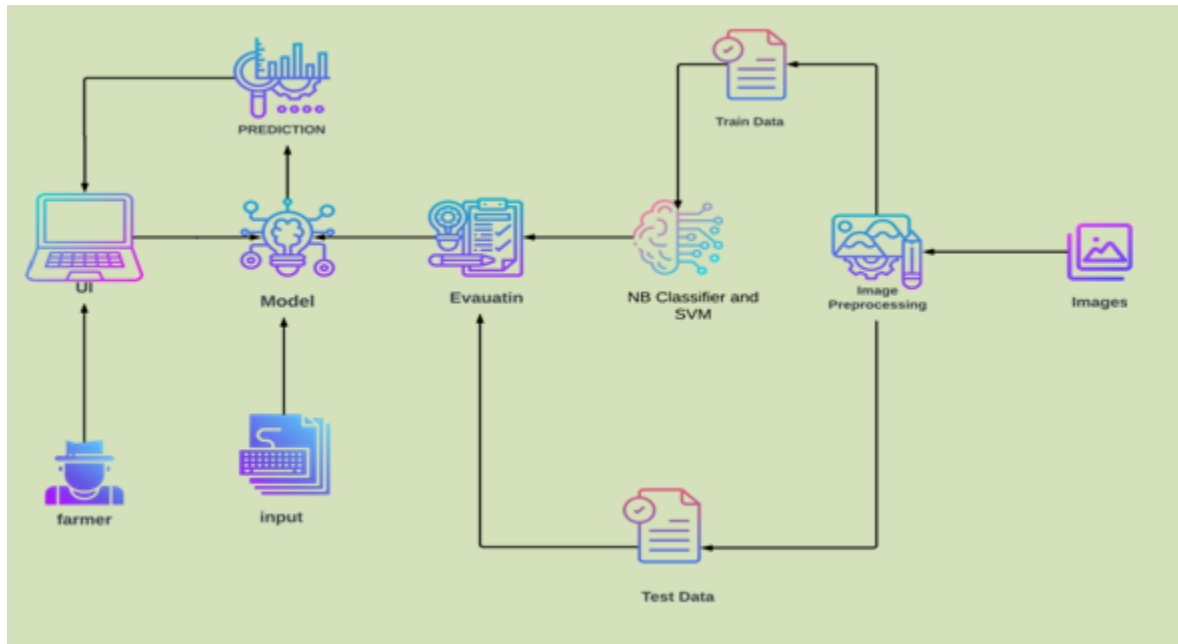 PREDICTION
Train Data
UI
Model
Evauatin
NB Classifier and
SVM
Image
Preprocessing
Images
farmer
input
Test Data